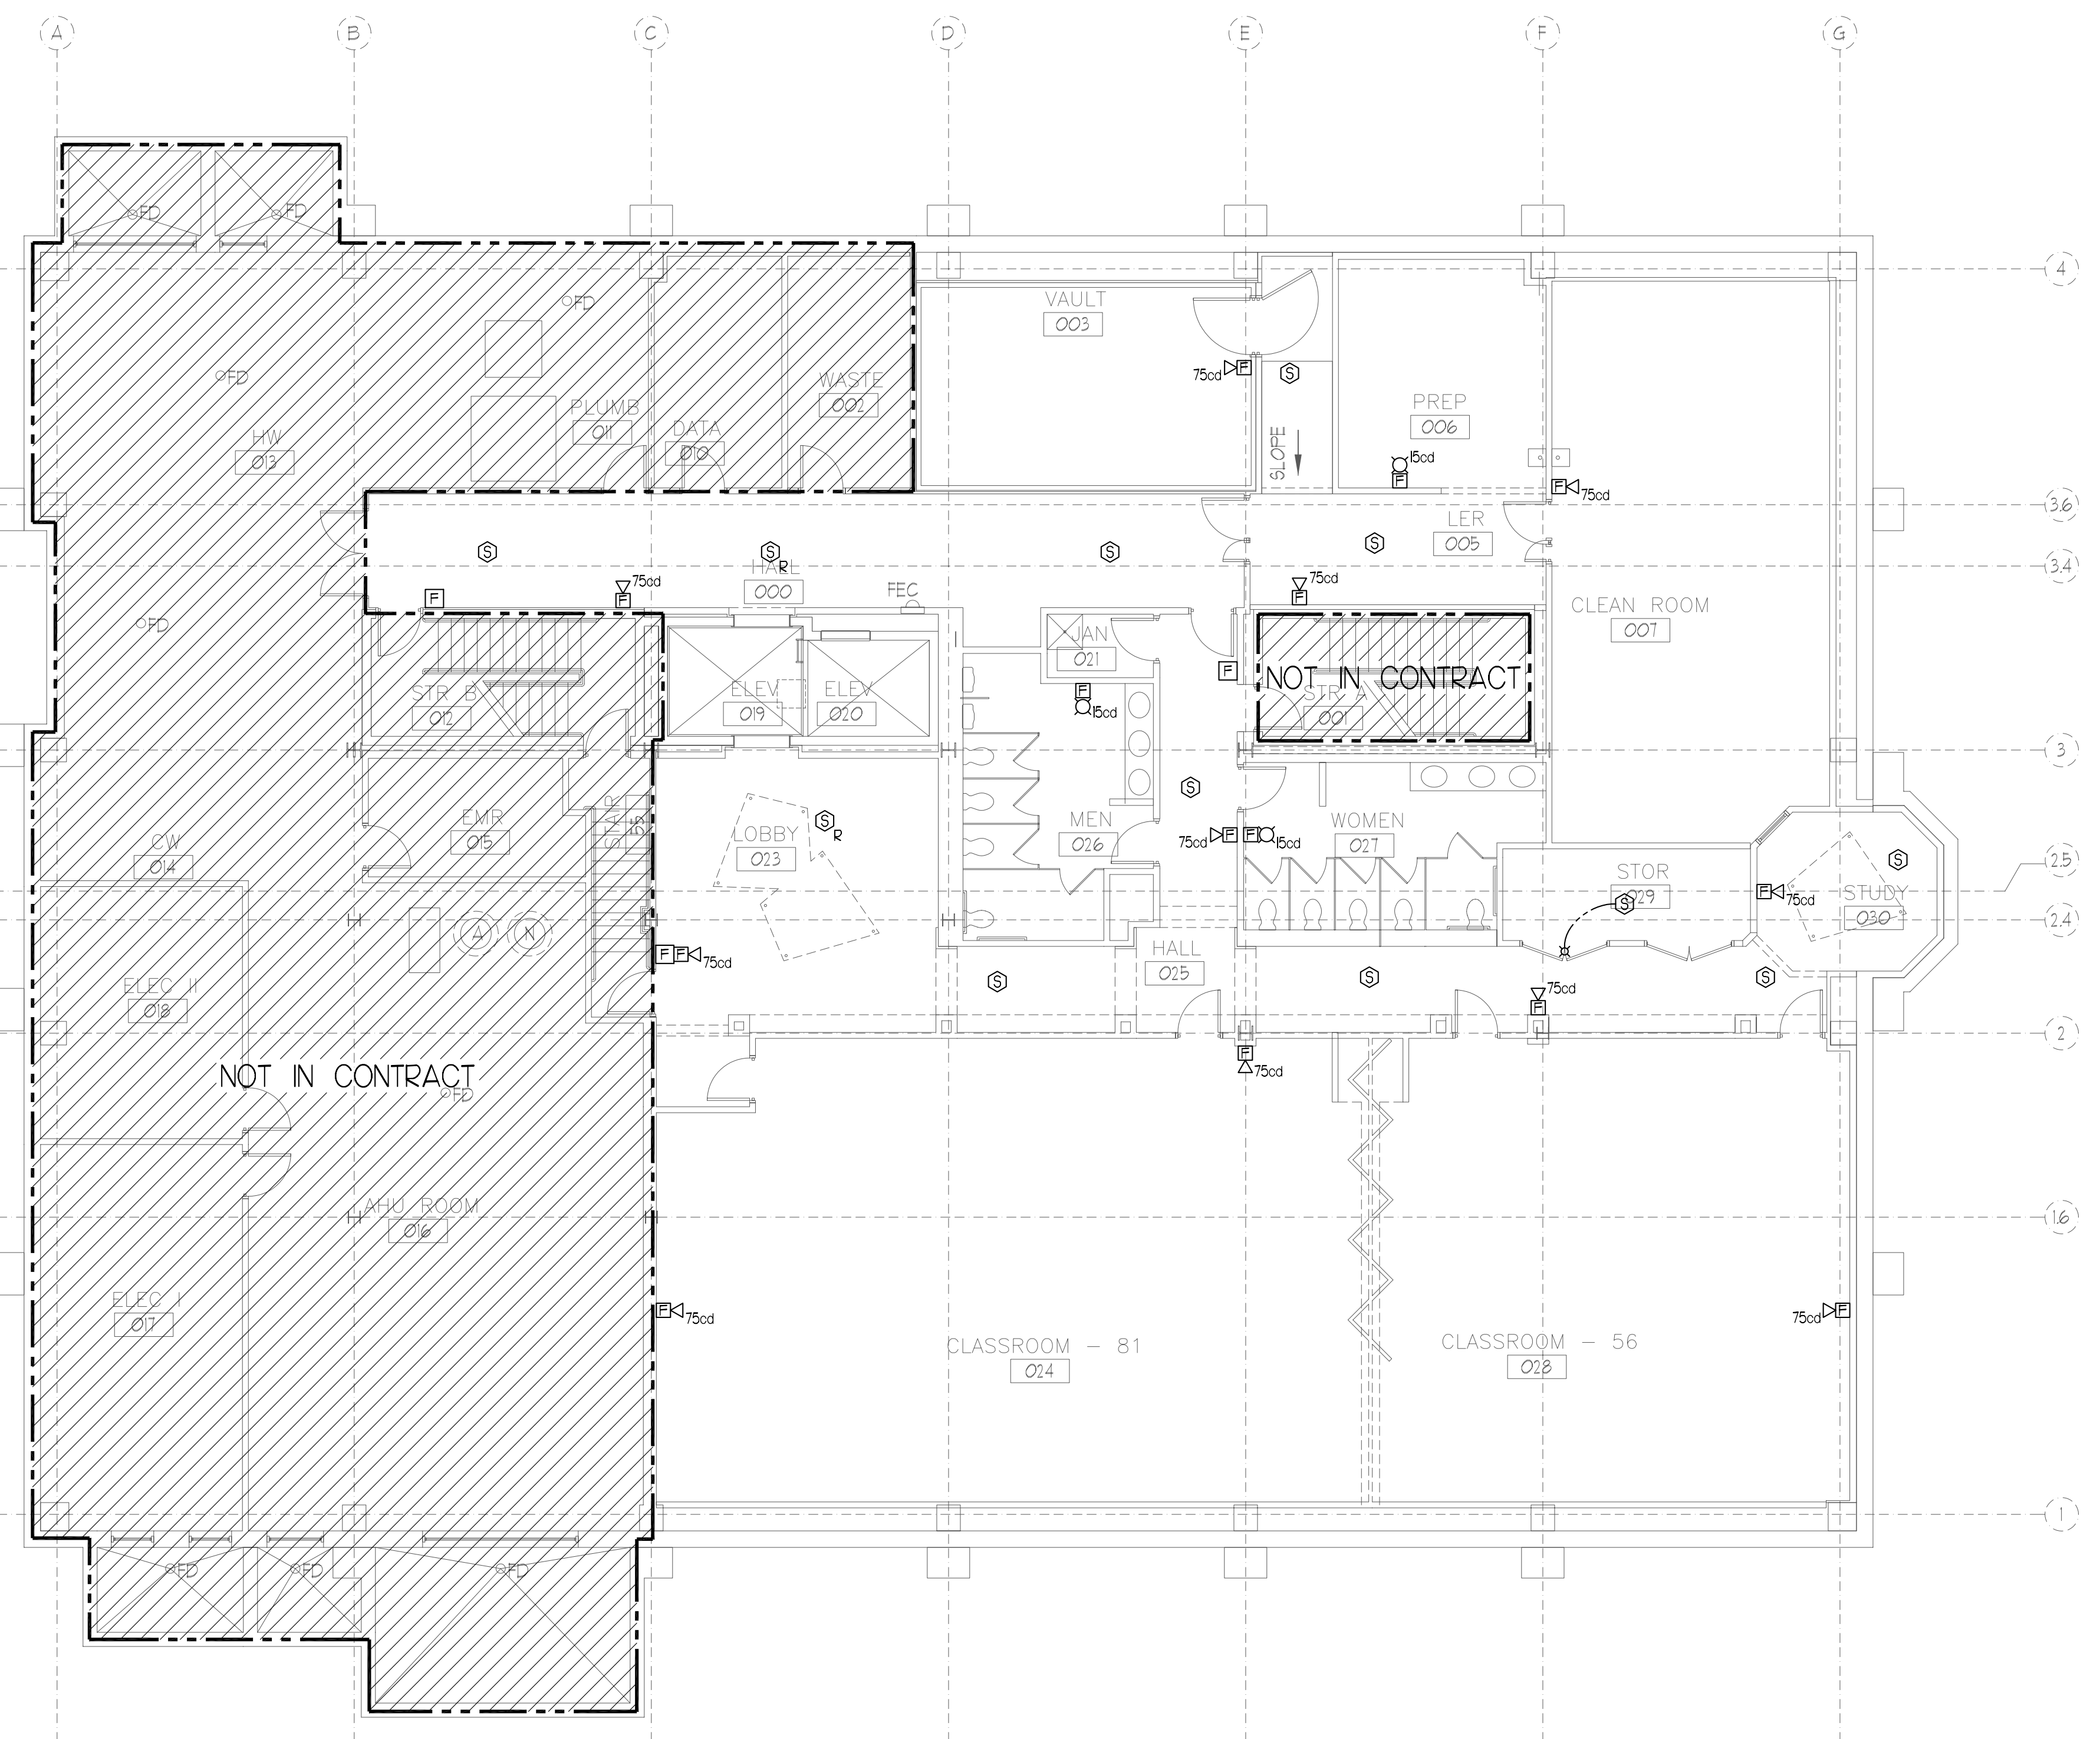 A B C D E F G
FD FD
4
FD
VAULT
003
75cd F
S
FD
WASTE
002
PLUMB
011
DATA
010
HW
013
PREP
006
15cd
F
SLOPE
F 75cd
3.6
S
S
R
S
S
LER
005
HALL
000
3.4
F
75cd
F
FEC
75cd
F
CLEAN ROOM
007
FD
JAN
021
F
NOT IN CONTRACT
STR A
001
STR B
012
ELEV
019
ELEV
020
F
15cd
3
S
STAIR
55
EMR
015
LOBBY
023
S
R
MEN
026
75cd F
F 15cd
WOMEN
027
CW
014
2.5
S
STOR
029
S
F 75cd
STUDY
030
2.4
A N
F F 75cd
HALL
025
S
S
S
ELEC II
018
75cd
F
2
F
75cd
NOT IN CONTRACT
FD
AHU ROOM
016
1.6
ELEC I
017
F 75cd
75cd F
CLASSROOM - 81
024
CLASSROOM - 56
028
1
FD FD FD